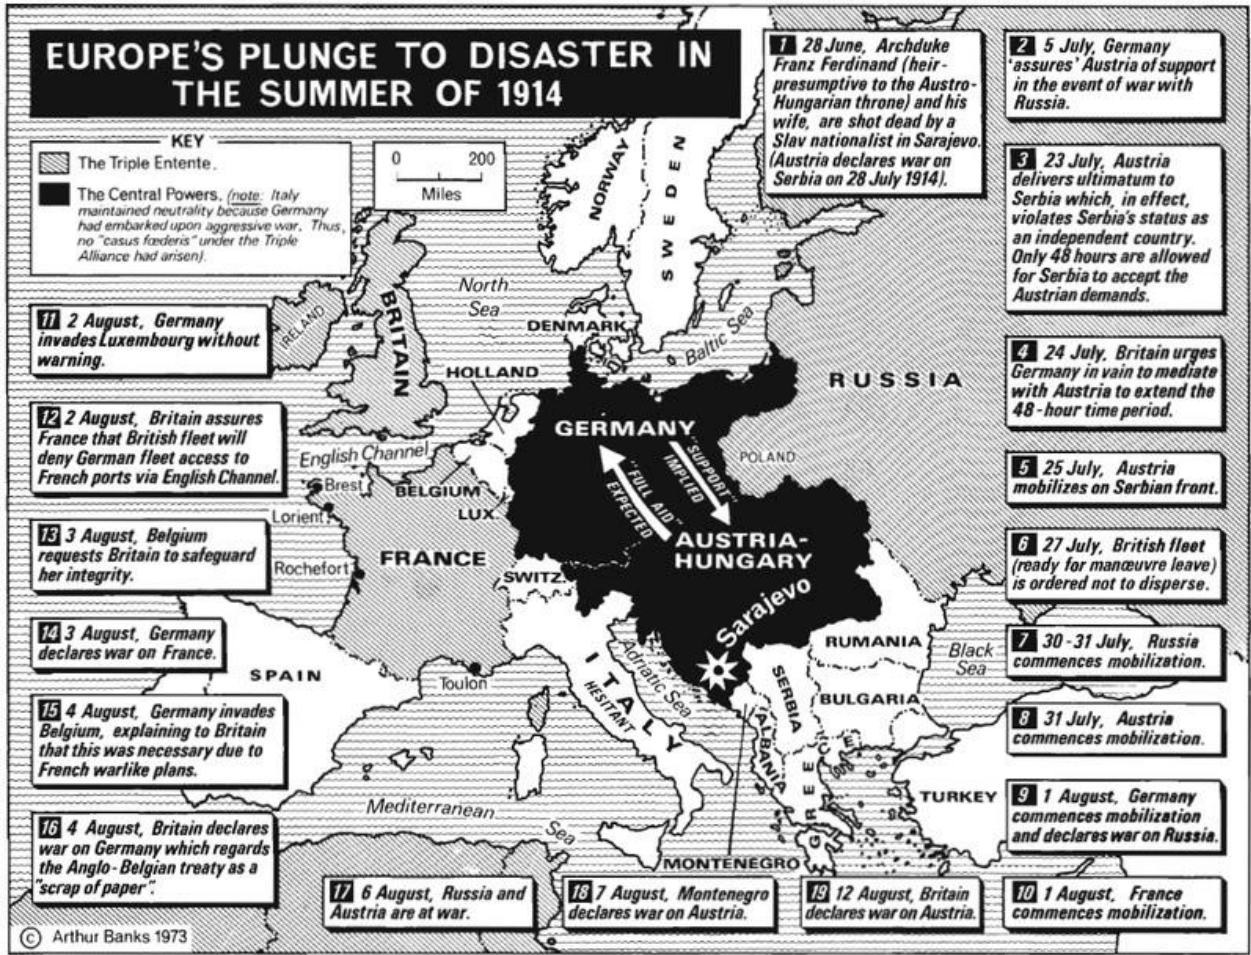 EUROPE'S PLUNGE TO DISASTER IN
THE SUMMER OF 1914
KEY
The Triple Entente.
The Central Powers. (note: Italy
maintained neutrality because Germany
had embarked upon aggressive war. Thus,
no "casus fœderis" under the Triple
Alliance had arisen).
0 200
Miles
1 28 June, Archduke
Franz Ferdinand (heir-
presumptive to the Austro-
Hungarian throne) and his
wife, are shot dead by a
Slav nationalist in Sarajevo.
(Austria declares war on
Serbia on 28 July 1914).
2 5 July, Germany
'assures' Austria of support
in the event of war with
Russia.
3 23 July, Austria
delivers ultimatum to
Serbia which, in effect,
violates Serbia's status as
an independent country.
Only 48 hours are allowed
for Serbia to accept the
Austrian demands.
4 24 July, Britain urges
Germany in vain to mediate
with Austria to extend the
48-hour time period.
5 25 July, Austria
mobilizes on Serbian front.
6 27 July, British fleet
(ready for manœuvre leave)
is ordered not to disperse.
7 30-31 July, Russia
commences mobilization.
8 31 July, Austria
commences mobilization.
9 1 August, Germany
commences mobilization
and declares war on Russia.
10 1 August, France
commences mobilization.
11 2 August, Germany
invades Luxembourg without
warning.
12 2 August, Britain assures
France that British fleet will
deny German fleet access to
French ports via English Channel.
13 3 August, Belgium
requests Britain to safeguard
her integrity.
14 3 August, Germany
declares war on France.
15 4 August, Germany invades
Belgium, explaining to Britain
that this was necessary due to
French warlike plans.
16 4 August, Britain declares
war on Germany which regards
the Anglo-Belgian treaty as a
"scrap of paper".
17 6 August, Russia and
Austria are at war.
18 7 August, Montenegro
declares war on Austria.
19 12 August, Britain
declares war on Austria.
NORWAY
SWEDEN
North
Sea
IRELAND
BRITAIN
DENMARK
Baltic Sea
HOLLAND
RUSSIA
GERMANY
POLAND
"SUPPORT"
IMPLIED
"FULL AID"
EXPECTED
English Channel
Brest
BELGIUM
LUX.
Lorient
AUSTRIA-
HUNGARY
FRANCE
Rochefort
SWITZ.
Sarajevo
RUMANIA
Black
Sea
SPAIN
Toulon
ITALY
HESITANT
Adriatic Sea
SERBIA
BULGARIA
ALBANIA
GREECE
TURKEY
Mediterranean
Sea
MONTENEGRO
© Arthur Banks 1973